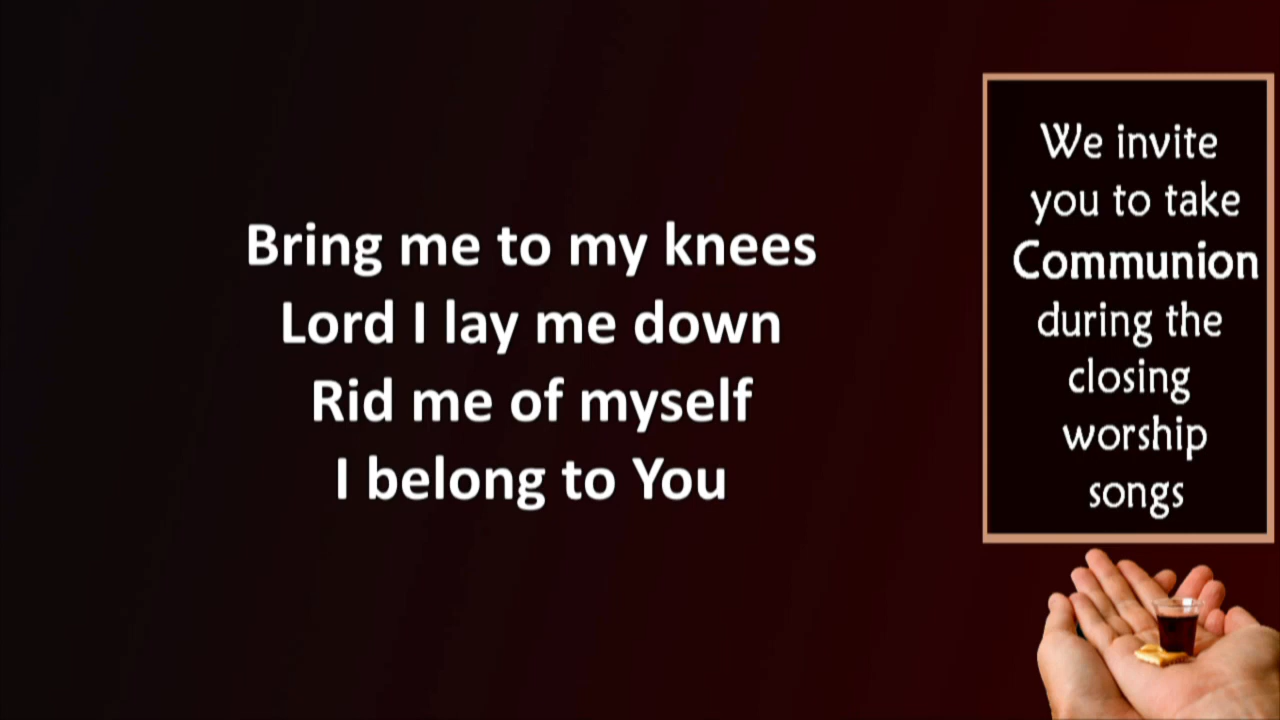 Bring me to my knees
Lord I lay me down
Rid me of myself
I belong to You
We invite
you to take
Communion
during the
closing
worship
songs